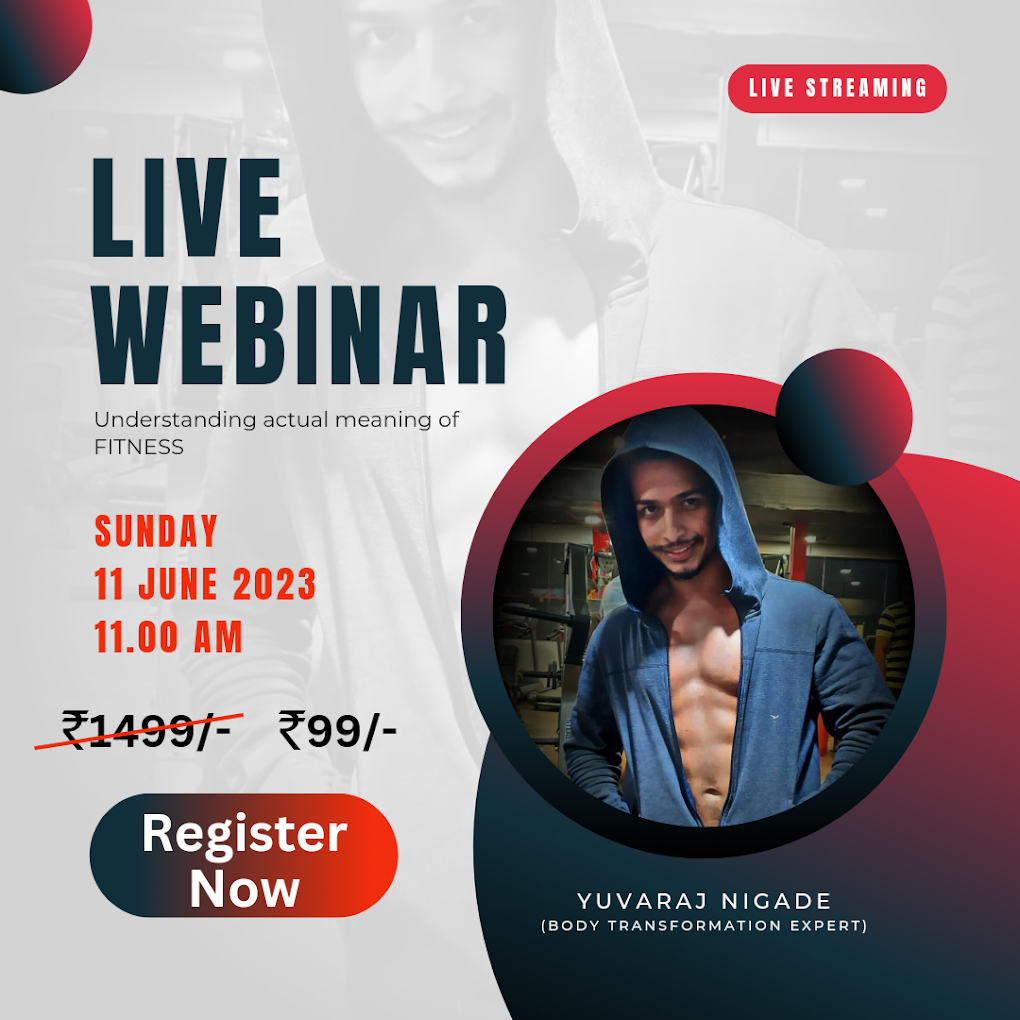 LIVE STREAMING
LIVE
WEBINAR
Understanding actual meaning of
FITNESS
SUNDAY
11 JUNE 2023
11.00 AM
₹1499/- ₹99/-
Register
Now
YUVARAJ NIGADE
(BODY TRANSFORMATION EXPERT)